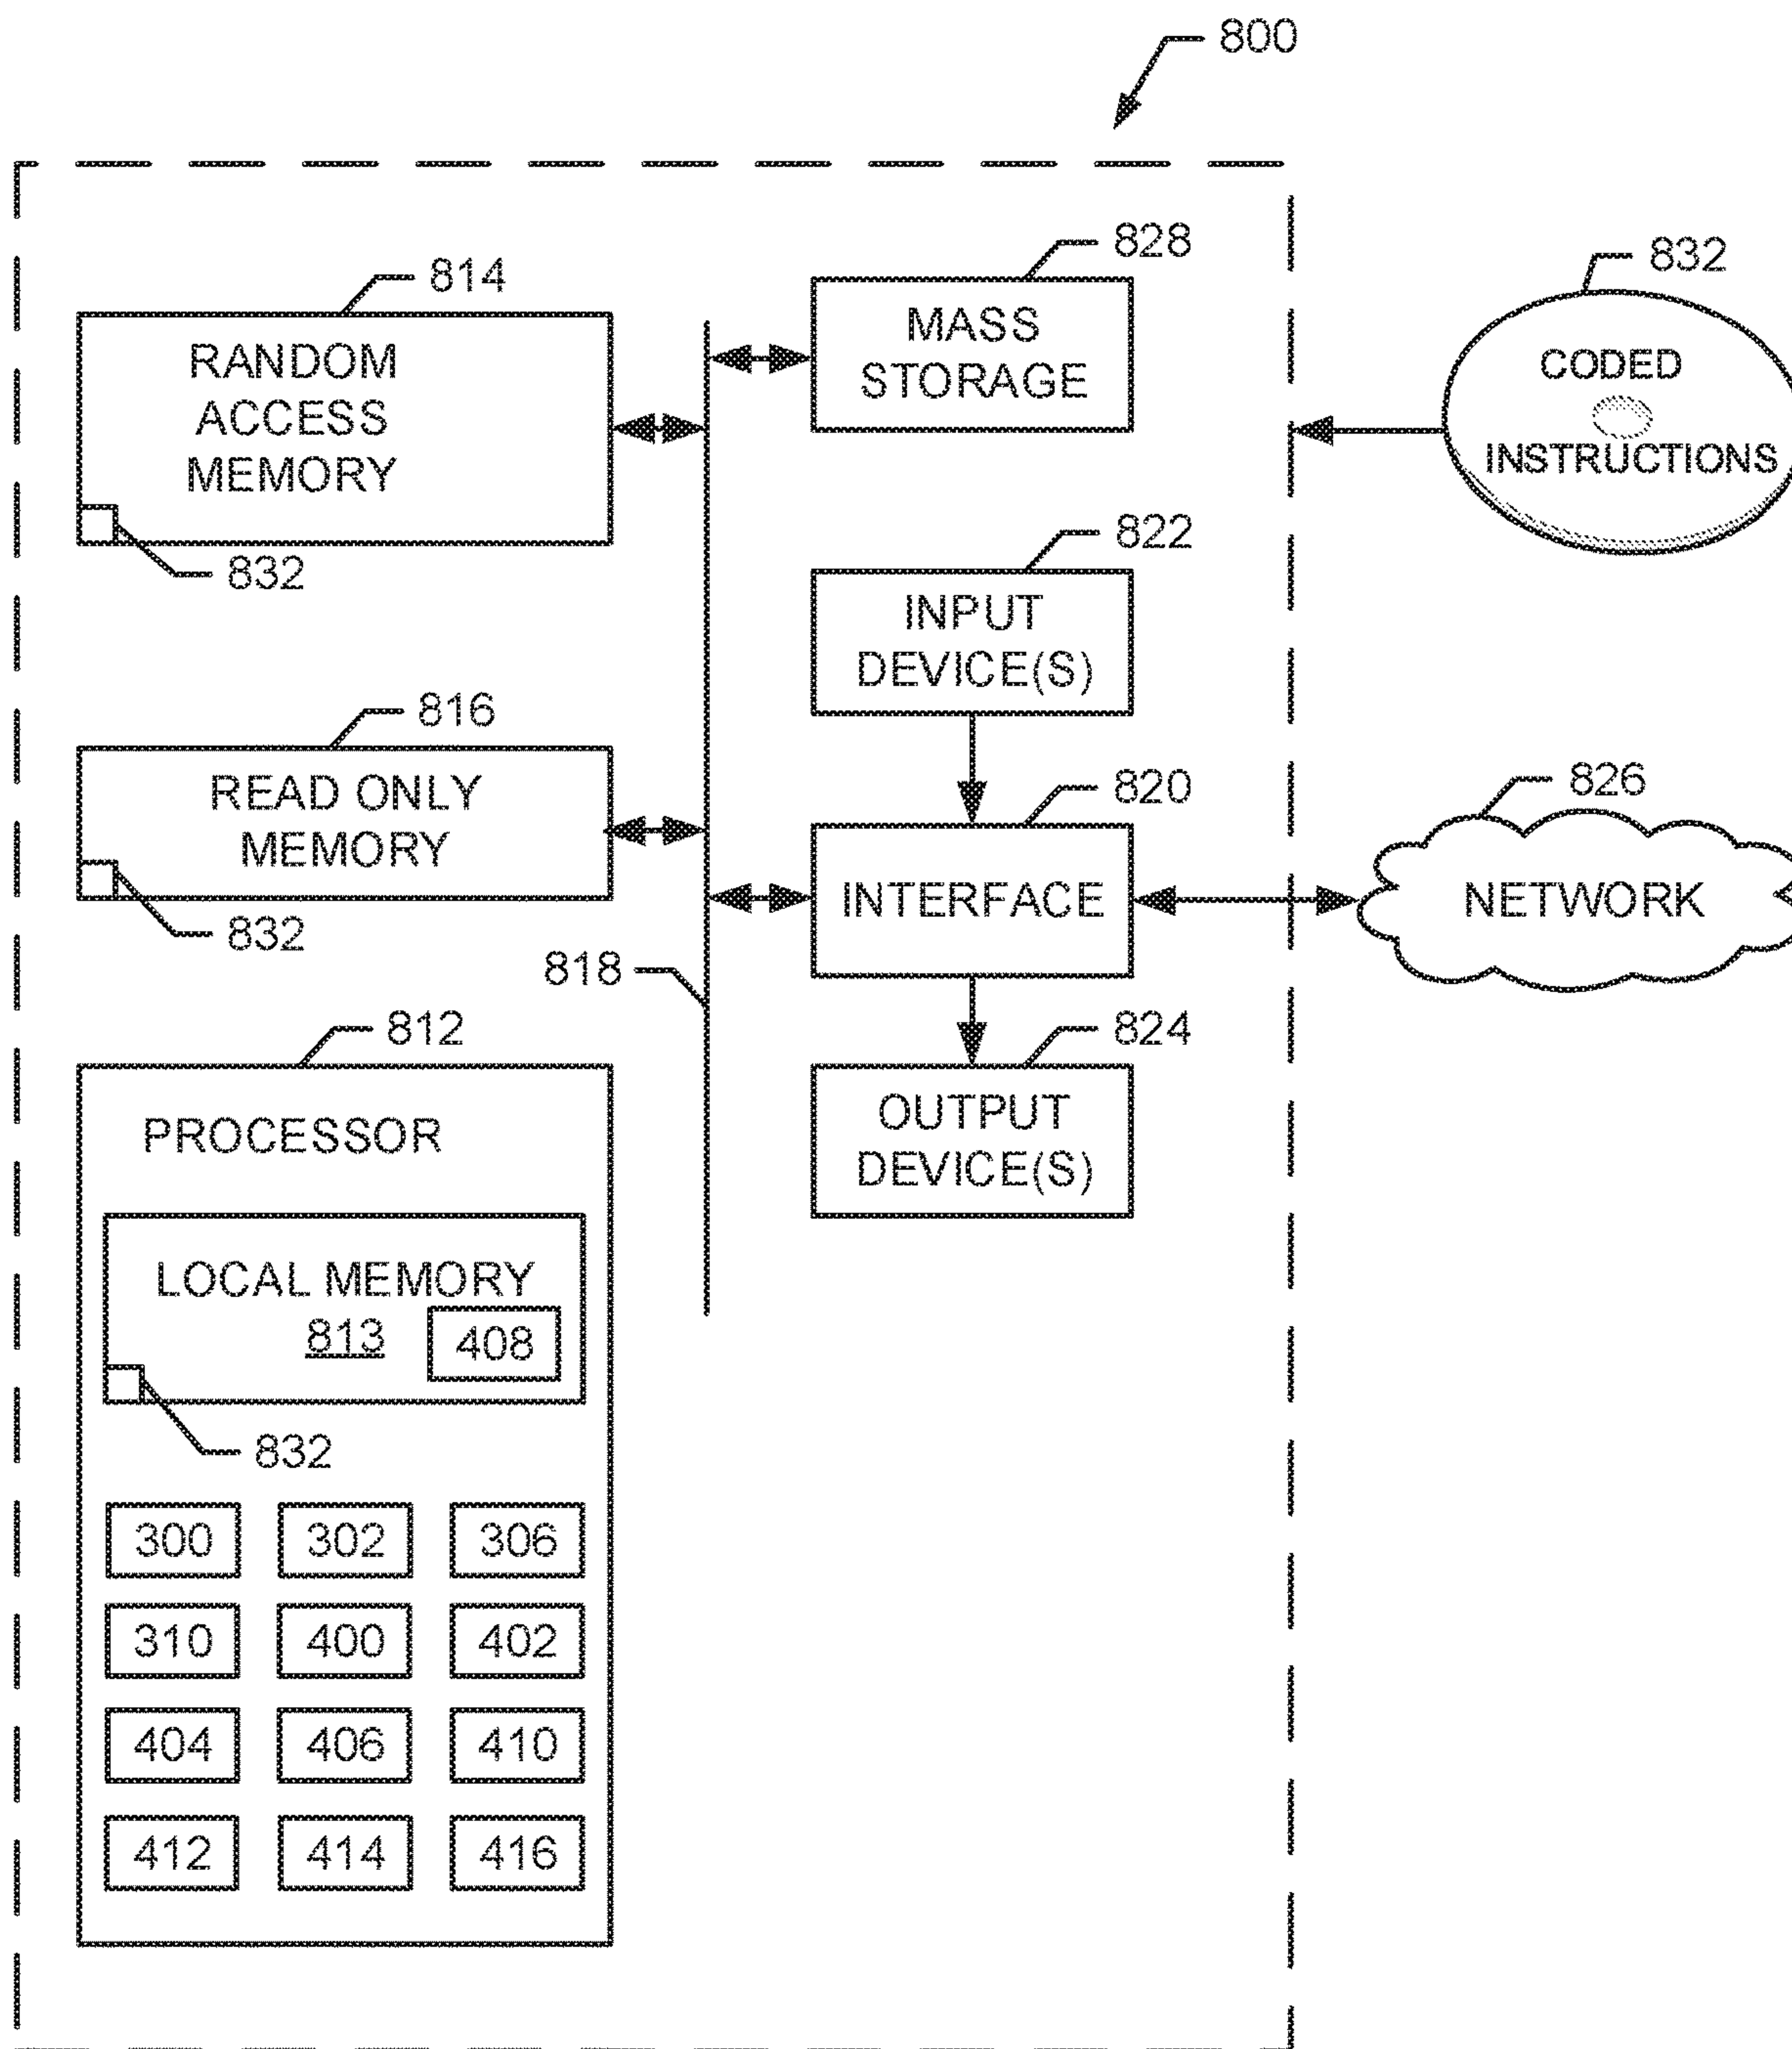 800
828
832
814
MASS
STORAGE
RANDOM
ACCESS
MEMORY
CODED
INSTRUCTIONS
832
822
INPUT
DEVICE(S)
816
READ ONLY
MEMORY
832
820
826
INTERFACE
NETWORK
818
812
824
OUTPUT
DEVICE(S)
PROCESSOR
LOCAL MEMORY
813
408
832
300 302 306
310 400 402
404 406 410
412 414 416